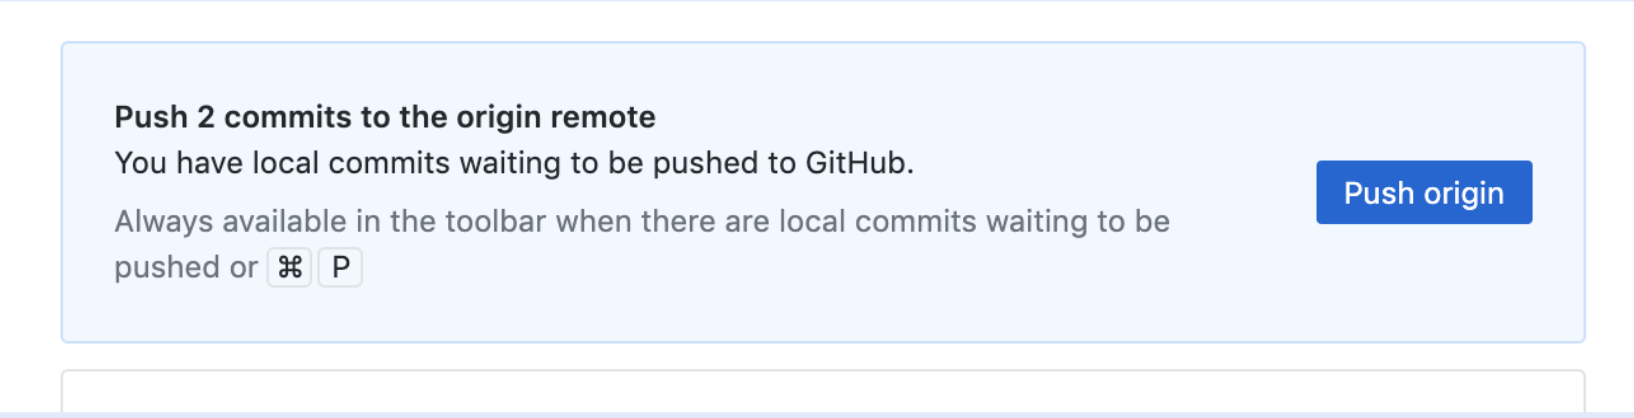 Push 2 commits to the origin remote
You have local commits waiting to be pushed to GitHub.
Push origin
Always available in the toolbar when there are local commits waiting to be
pushed or ⌘ P